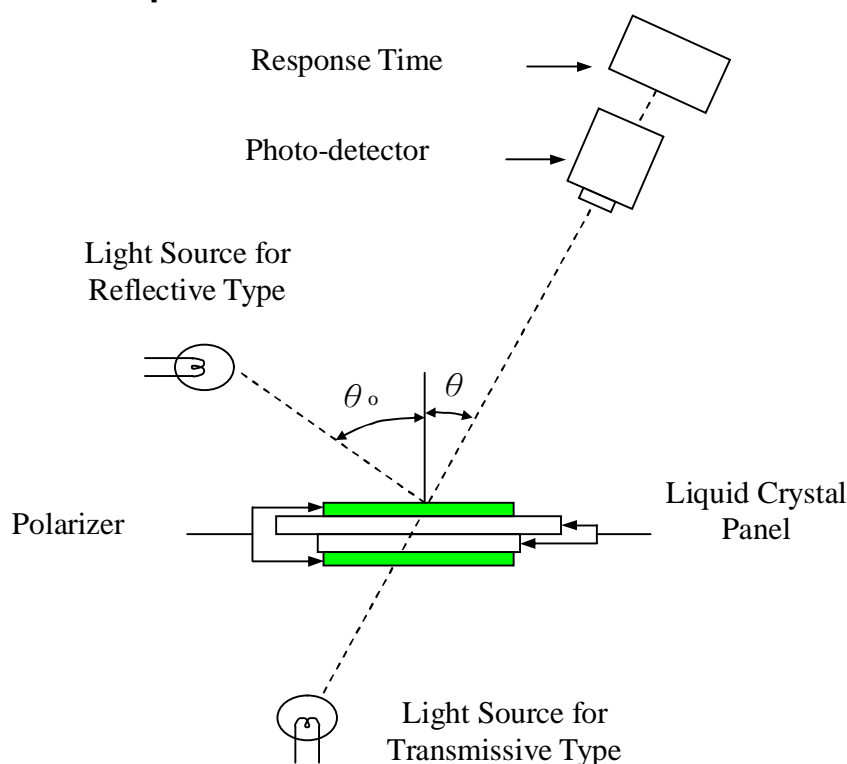 Response Time
Photo-detector
Light Source for
Reflective Type
θo
θ
Polarizer
Liquid Crystal
Panel
Light Source for
Transmissive Type